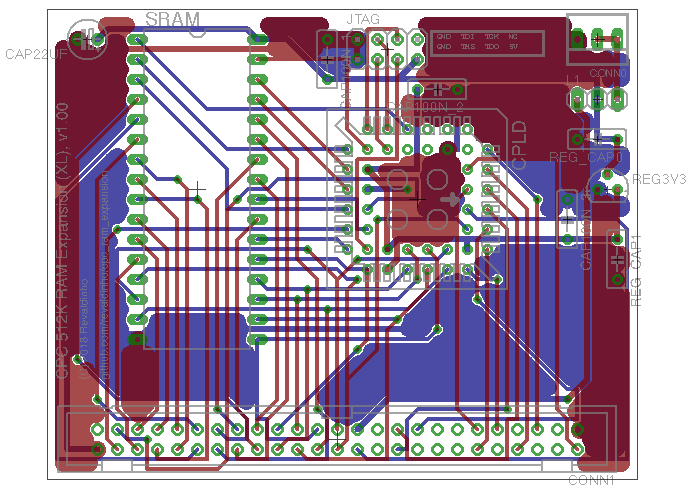 SRAM
JTAG
GND TDI TCK NC
GND TMS TDO 5V
CAP22UF
CONN0
L1
CPLD
REG_CAP0
REG3V3
REG_CAP1
CPC 512K RAM Expansion (XL), v1.00
2018 Revaldinho
github.com/revaldinho/cpc_ram_expansion
CONN1